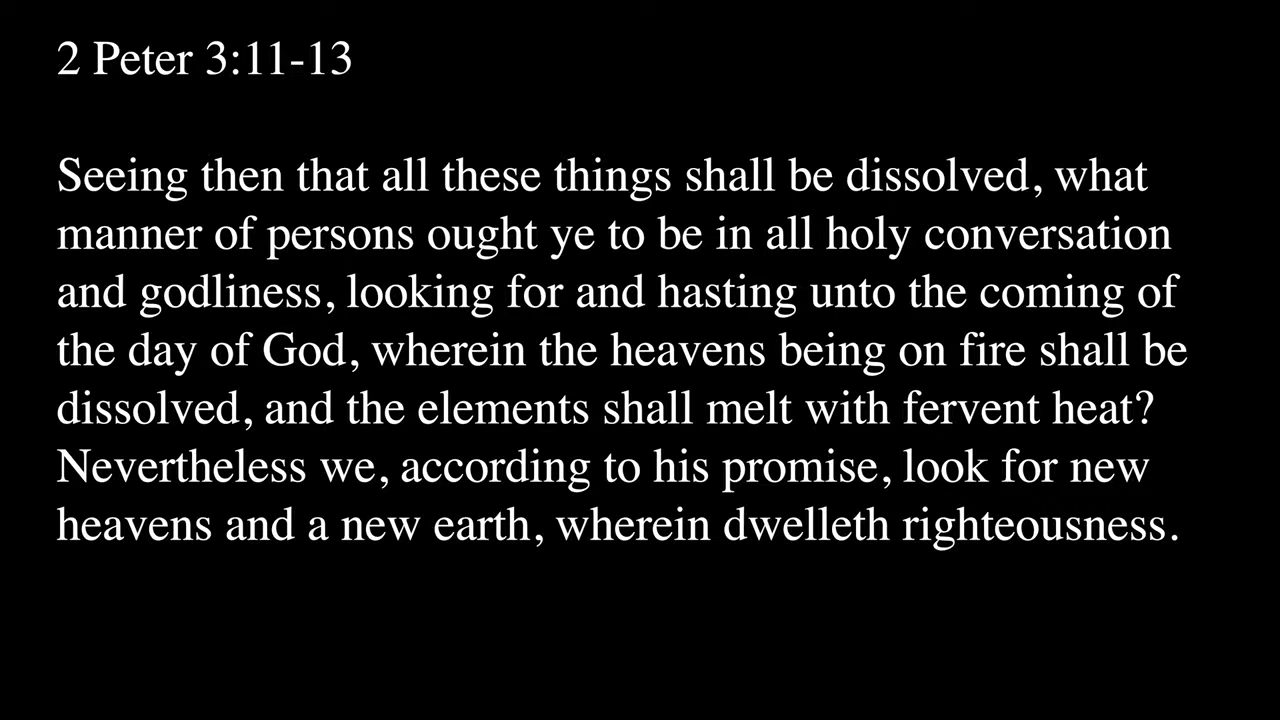 2 Peter 3:11-13
Seeing then that all these things shall be dissolved, what
manner of persons ought ye to be in all holy conversation
and godliness, looking for and hasting unto the coming of
the day of God, wherein the heavens being on fire shall be
dissolved, and the elements shall melt with fervent heat?
Nevertheless we, according to his promise, look for new
heavens and a new earth, wherein dwelleth righteousness.